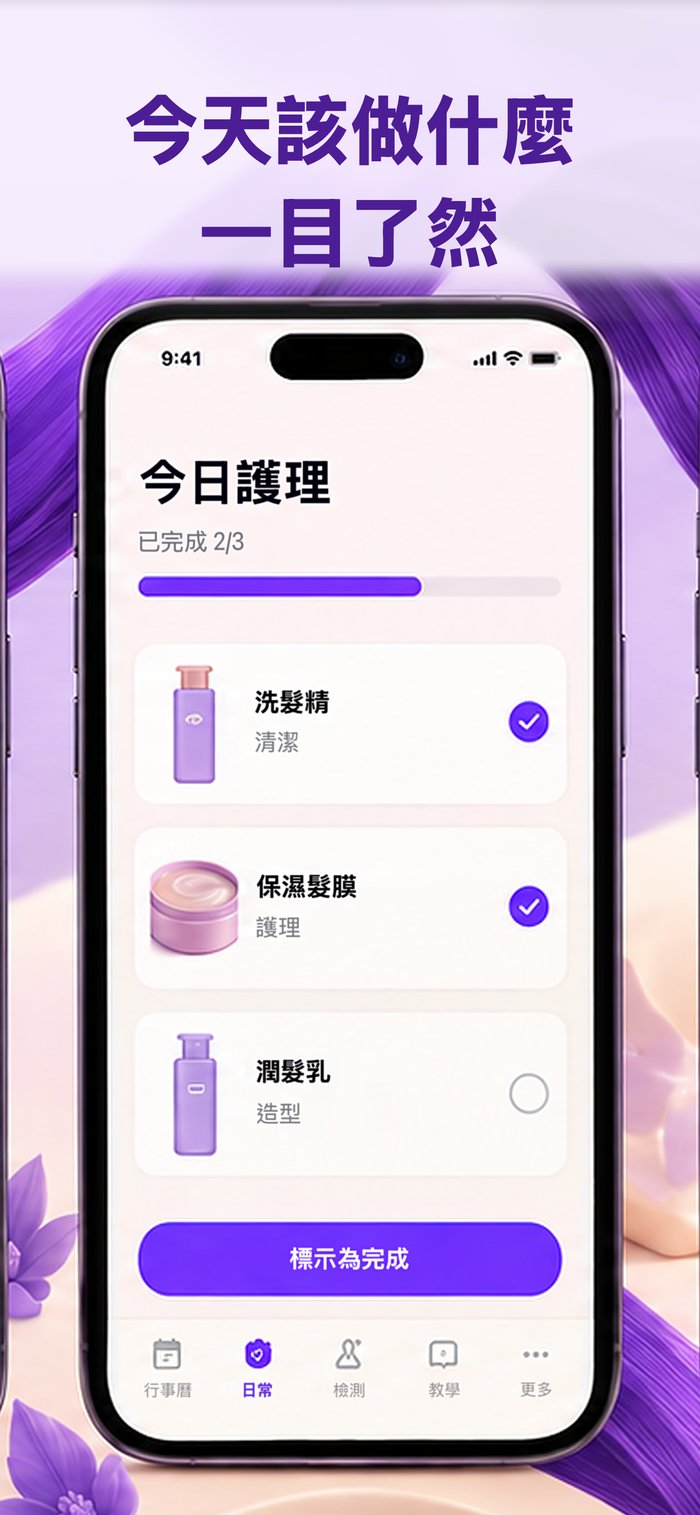 今天該做什麼
一目了然
9:41
今日護理
已完成 2/3
洗髮精
清潔
保濕髮膜
護理
潤髮乳
造型
標示為完成
行事曆
日常
檢測
教學
更多